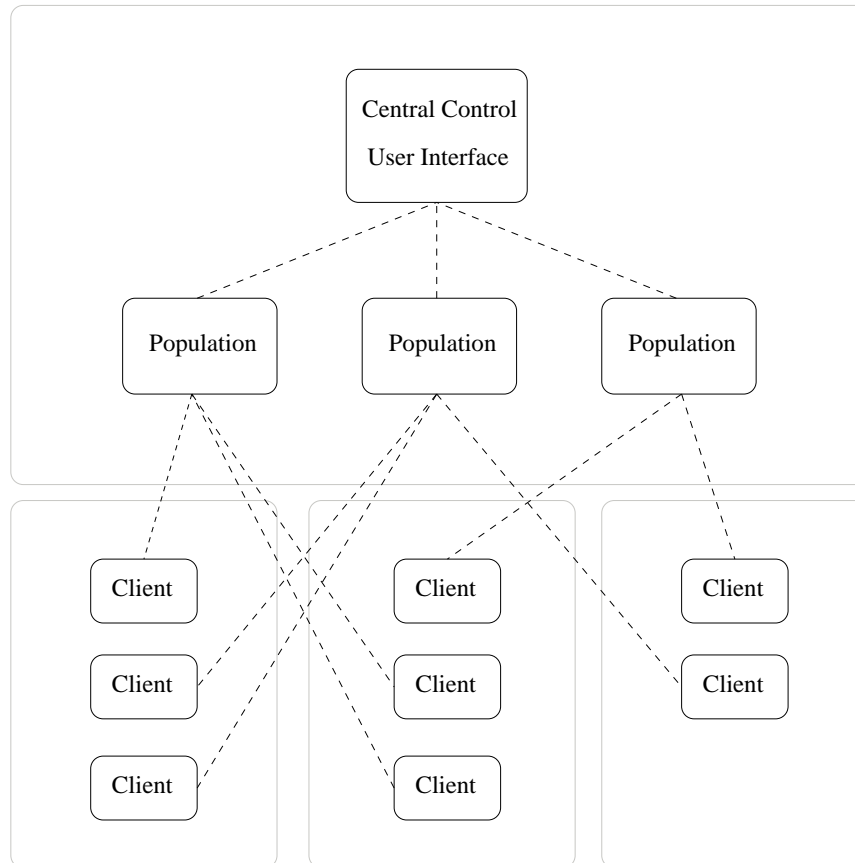 Central Control
User Interface
Population
Population
Population
Client
Client
Client
Client
Client
Client
Client
Client